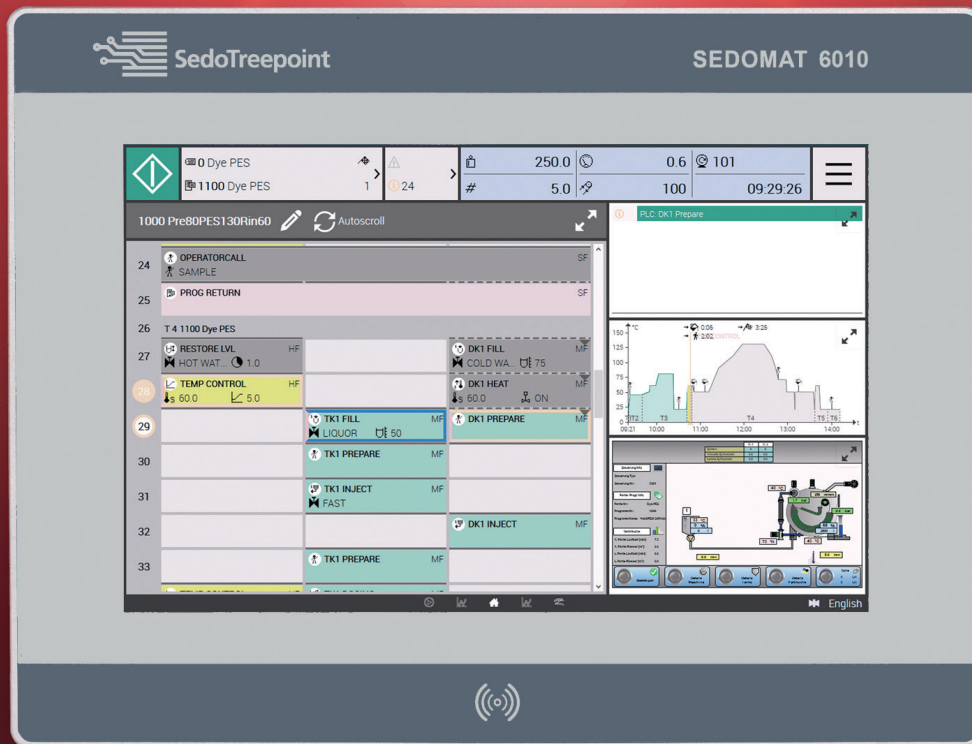 SedoTreepoint
SEDOMAT 6010
0 Dye PES
1100 Dye PES 1
24
250.0 0.6 101
# 5.0 100 09:29:26
1000 Pre80PES130Rin60 Autoscroll
PLC: DK1 Prepare
24 OPERATORCALL SF
SAMPLE
25 PROG RETURN SF
26 T 4 1100 Dye PES
27 RESTORE LVL HF DK1 FILL MF
HOT WAT... 1.0 COLD WA... 75
28 TEMP CONTROL HF DK1 HEAT MF
s 60.0 5.0 s 60.0 ON
29 TK1 FILL MF DK1 PREPARE MF
LIQUOR 50
30 TK1 PREPARE MF
31 TK1 INJECT MF
FAST
32 DK1 INJECT MF
33 TK1 PREPARE MF
°C 0:06 3:26
2:02 CONTROL
150
125
100
75
50
25
0
T1T2 T3 T4 T5 T6 t
09:21 10:00 11:00 12:00 13:00 14:00
English